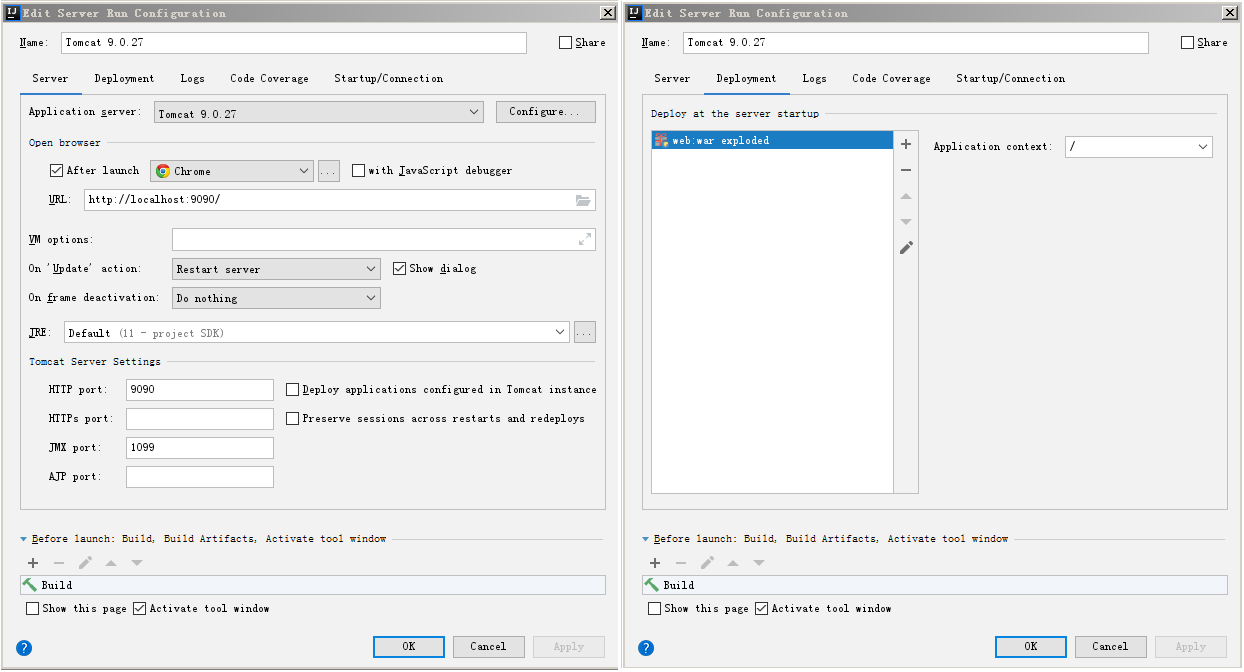 Edit Server Run Configuration
Name: Tomcat 9.0.27 Share
Server Deployment Logs Code Coverage Startup/Connection
Application server: Tomcat 9.0.27 Configure...
Open browser
After launch Chrome ... with JavaScript debugger
URL: http://localhost:9090/
VM options:
On 'Update' action: Restart server Show dialog
On frame deactivation: Do nothing
JRE: Default (11 - project SDK) ...
Tomcat Server Settings
HTTP port: 9090 Deploy applications configured in Tomcat instance
HTTPs port: Preserve sessions across restarts and redeploys
JMX port: 1099
AJP port:
Before launch: Build, Build Artifacts, Activate tool window
Build
Show this page Activate tool window
? OK Cancel Apply
Edit Server Run Configuration
Name: Tomcat 9.0.27 Share
Server Deployment Logs Code Coverage Startup/Connection
Deploy at the server startup
web:war exploded
Application context: /
Before launch: Build, Build Artifacts, Activate tool window
Build
Show this page Activate tool window
? OK Cancel Apply